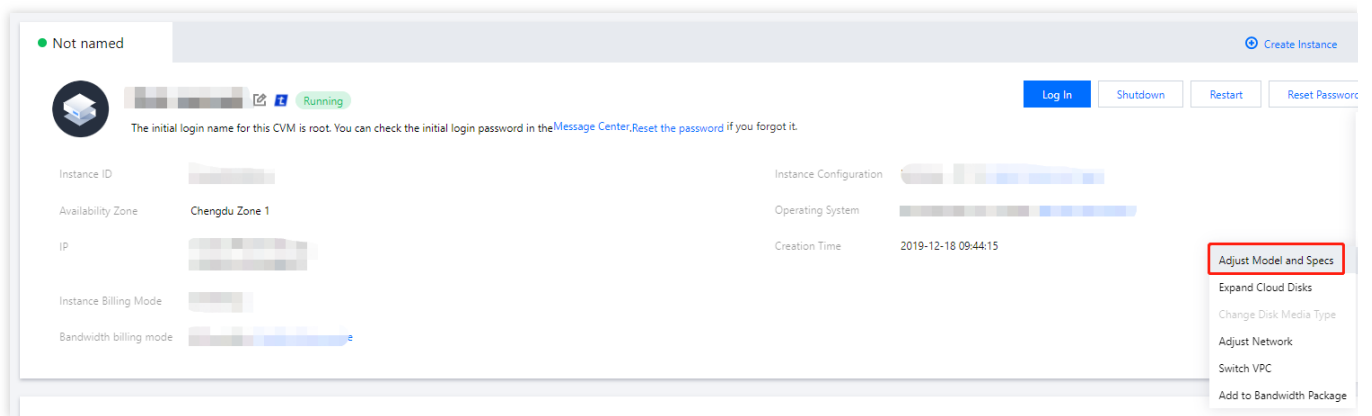 Not named
Create Instance
Running
Log In
Shutdown
Restart
Reset Password
The initial login name for this CVM is root. You can check the initial login password in the Message Center,Reset the password if you forgot it.
Instance ID
Instance Configuration
Availability Zone
Chengdu Zone 1
Operating System
IP
Creation Time
2019-12-18 09:44:15
Instance Billing Mode
Bandwidth billing mode
e
Adjust Model and Specs
Expand Cloud Disks
Change Disk Media Type
Adjust Network
Switch VPC
Add to Bandwidth Package